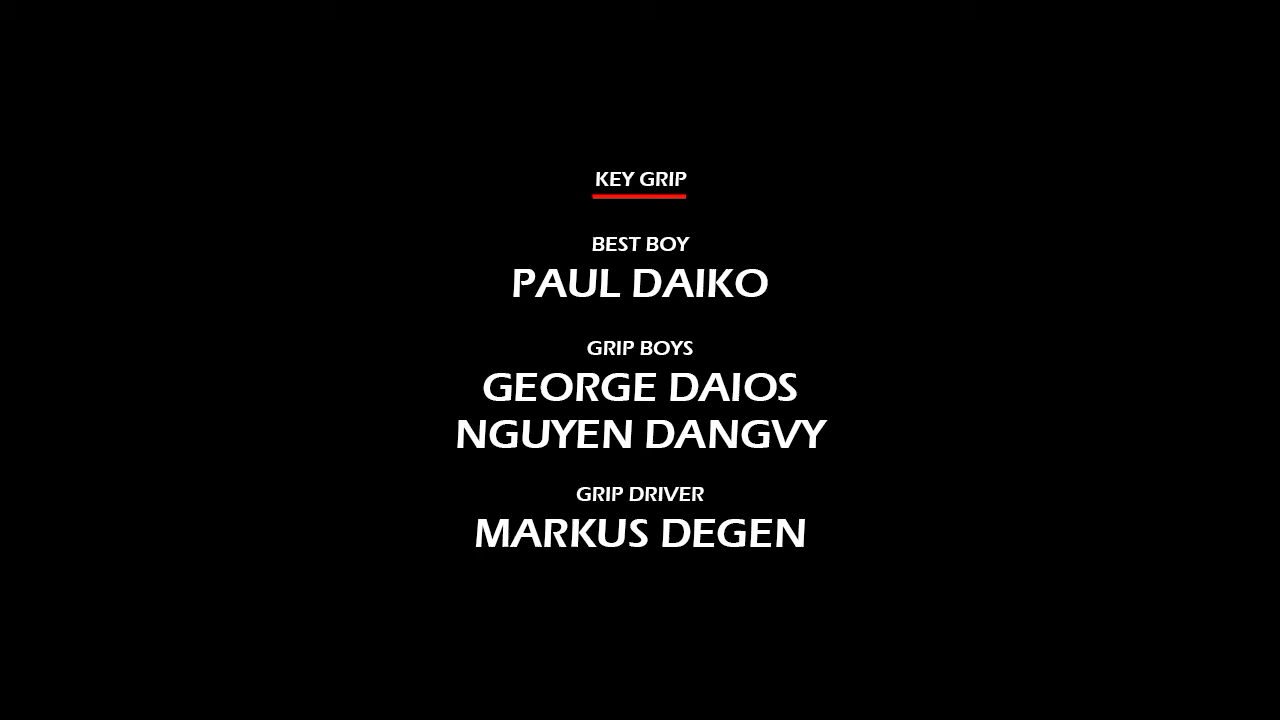 KEY GRIP
BEST BOY
PAUL DAIKO
GRIP BOYS
GEORGE DAIOS
NGUYEN DANGVY
GRIP DRIVER
MARKUS DEGEN